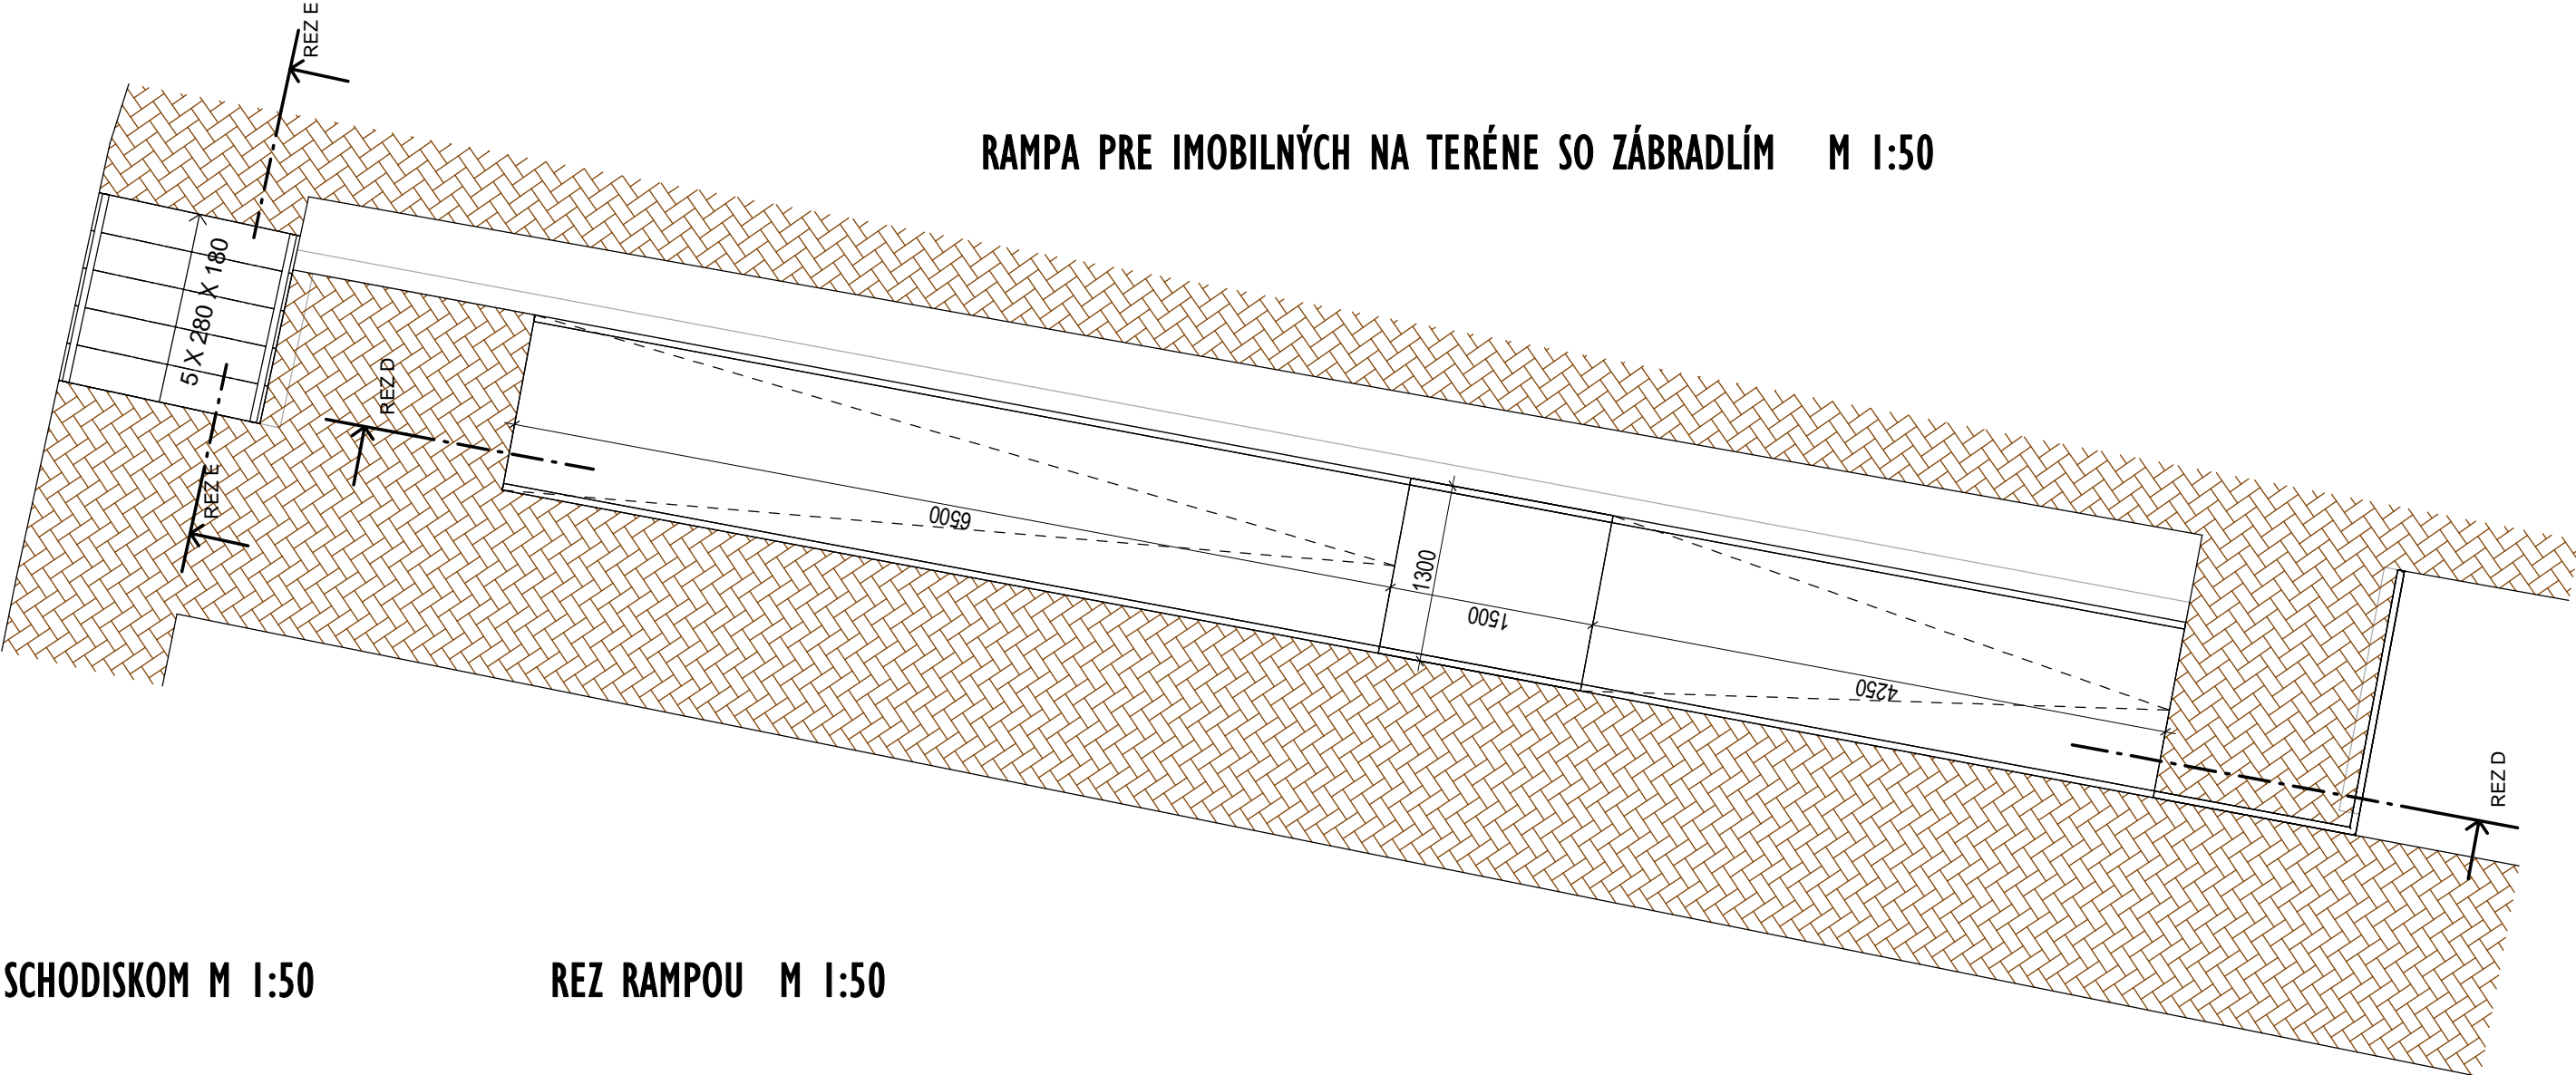 REZ E
RAMPA PRE IMOBILNÝCH NA TERÉNE SO ZÁBRADLÍM M 1:50
5 X 280 X 180
REZ D
REZ E
6500
1300
1500
4250
REZ D
SCHODISKOM M 1:50
REZ RAMPOU M 1:50